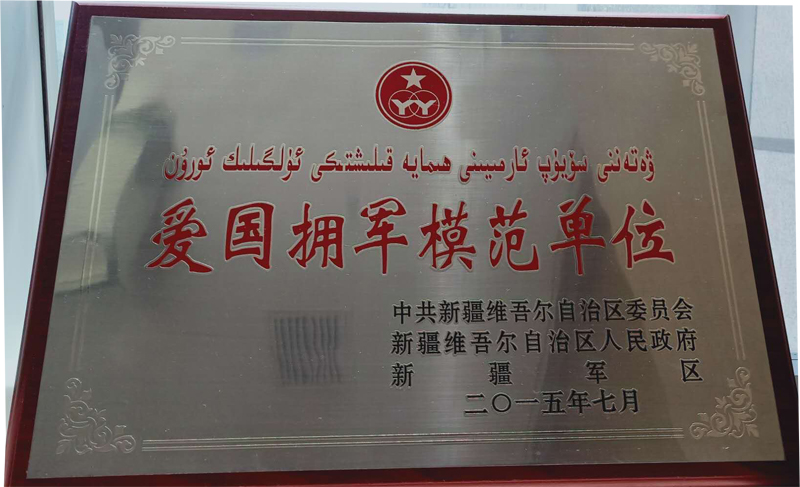 ۋەتەننى سۆيۈپ ئارمىيىنى ھىمايە قىلىشتىكى ئۈلگىلىك ئورۇن
爱国拥军模范单位
中共新疆维吾尔自治区委员会
新疆维吾尔自治区人民政府
新疆军区
二〇一五年七月